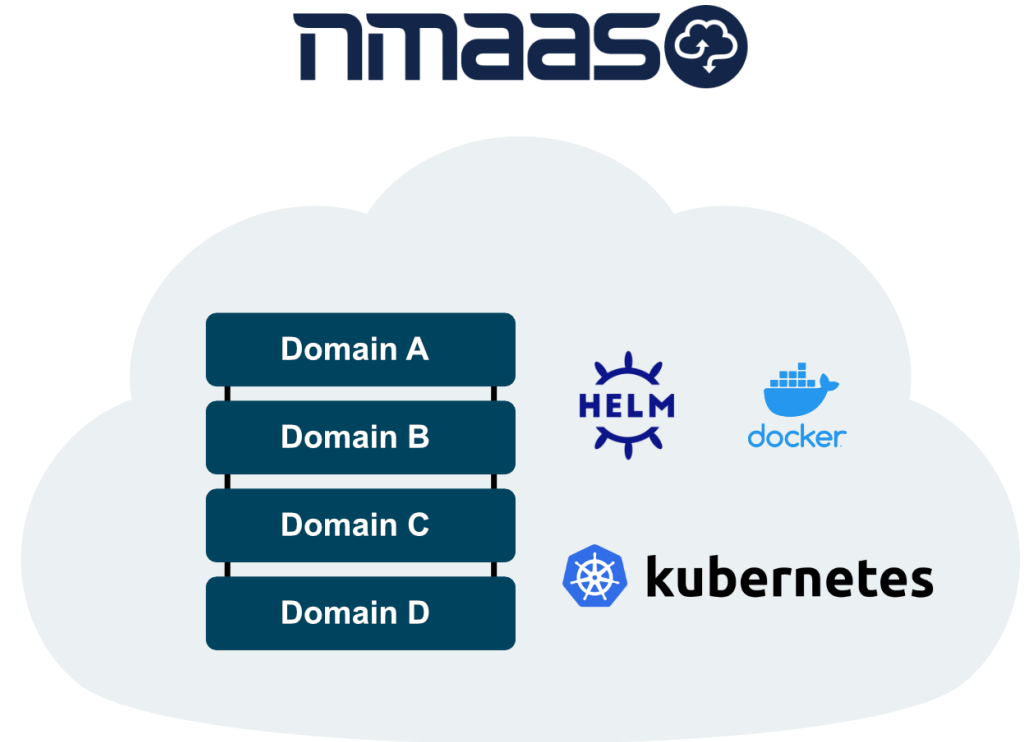 nmaas
Domain A
Domain B
Domain C
Domain D
HELM
docker
kubernetes